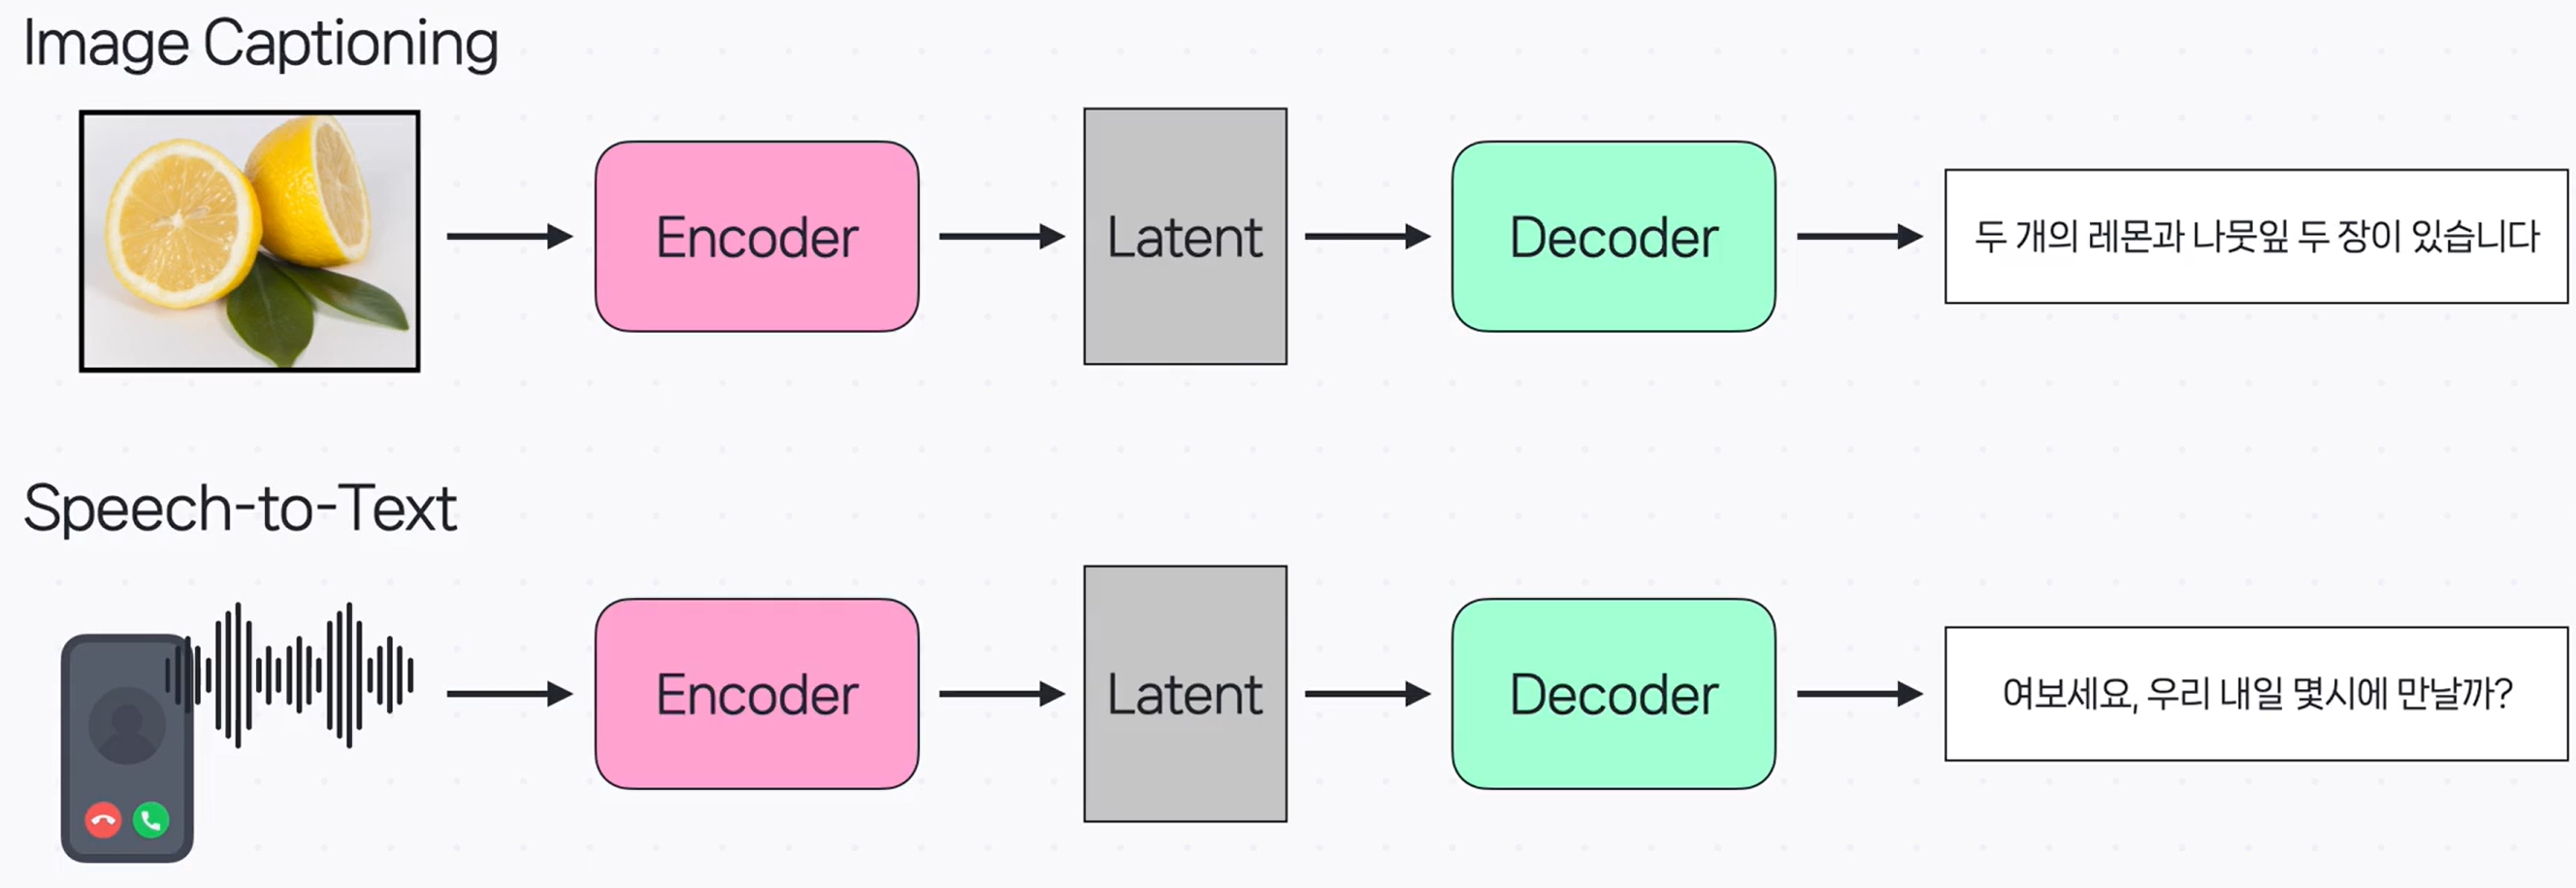 Image Captioning
Encoder
Latent
Decoder
두 개의 레몬과 나뭇잎 두 장이 있습니다
Speech-to-Text
Encoder
Latent
Decoder
여보세요, 우리 내일 몇시에 만날까?